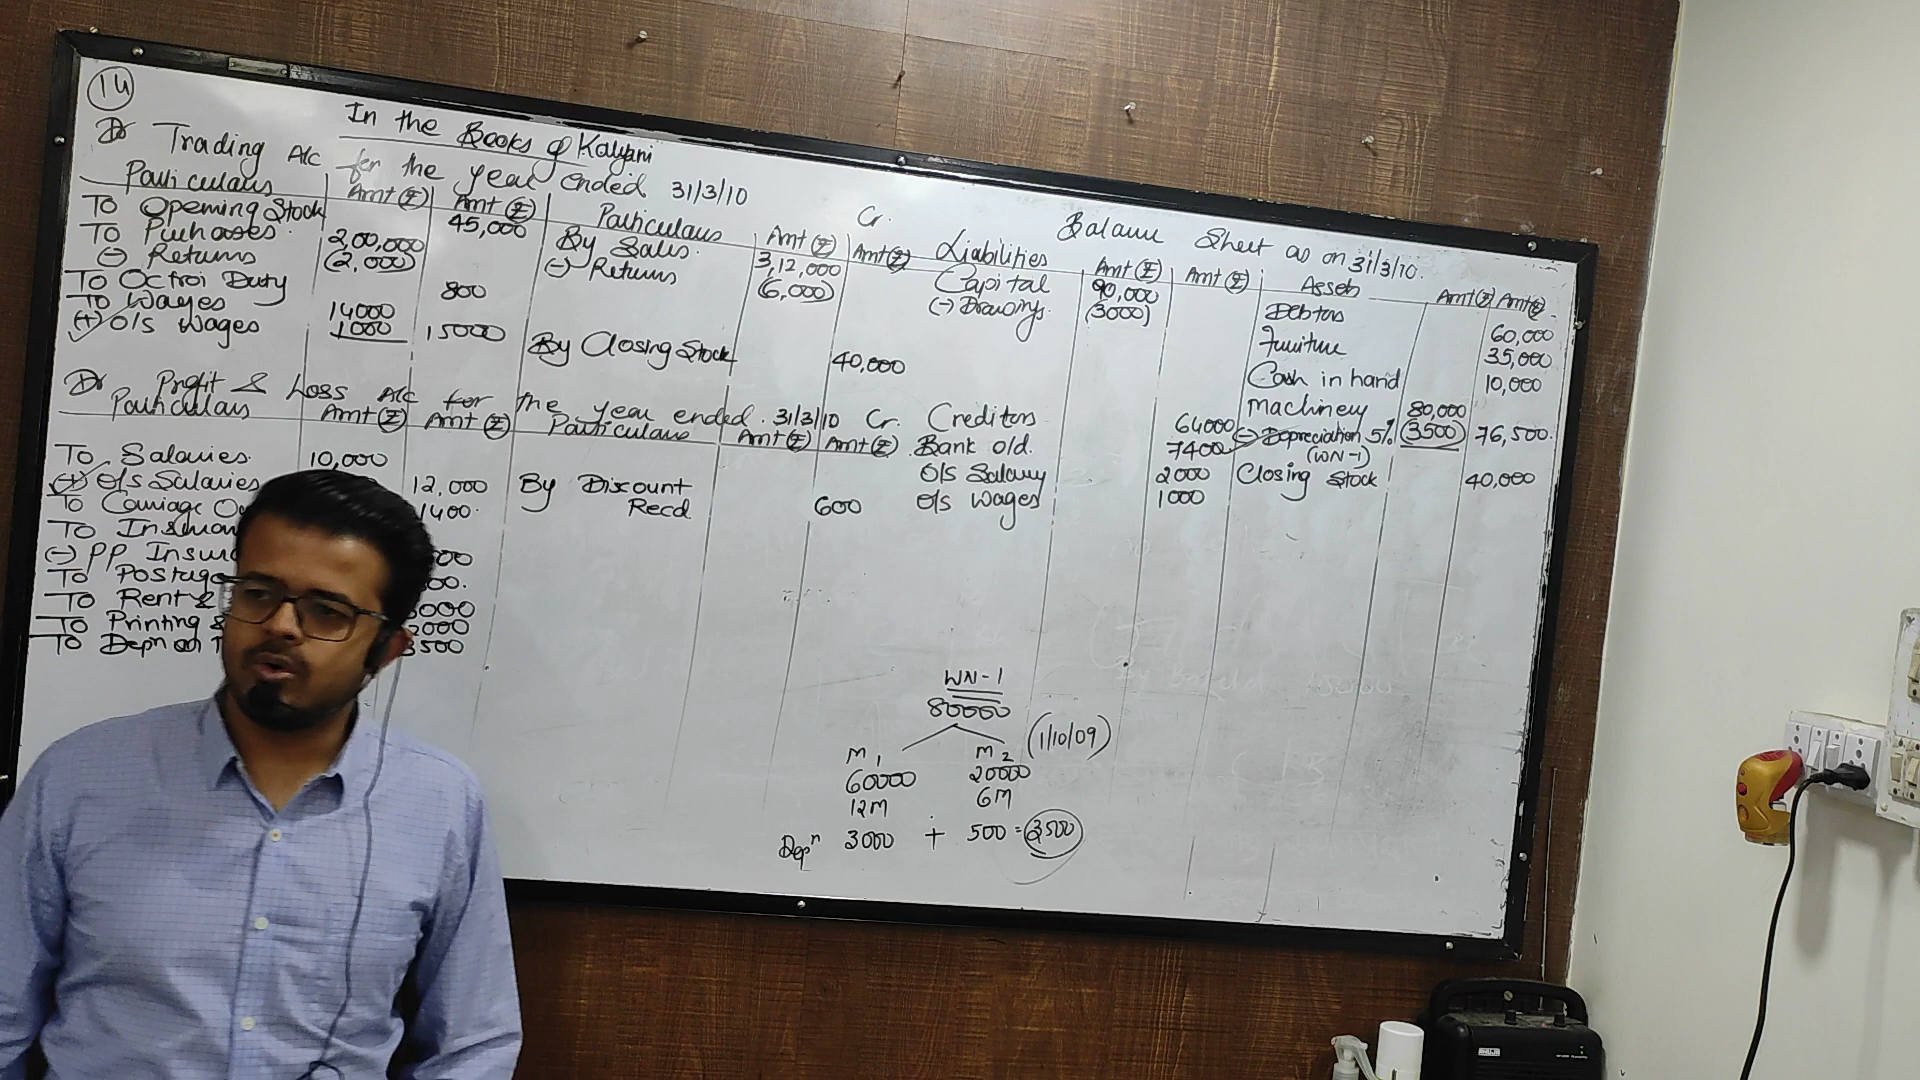 14
In the Books of Kalyani
Dr Trading A/c for the year ended 31/3/10 Cr.
Particulars Amt (₹) Amt (₹) Particulars Amt (₹) Amt (₹)
To Opening Stock 45,000 By Sales. 3,12,000
To Purchases. 2,00,000 (-) Returns (6,000)
(-) Returns (2,000)
To Octroi Duty 800
To Wages 14000
(+) O/s Wages 1000 15000 By Closing Stock 40,000
Dr Profit & Loss A/c for the year ended. 31/3/10 Cr.
Particulars Amt (₹) Amt (₹) Particulars Amt (₹) Amt (₹)
To Salaries. 10,000
(+) O/s Salaries 12,000 By Discount Recd 600
To Carriage 1400.
To
(-) PP
To
To Rent &
To Printing
To Depn on 3500
Balance Sheet as on 31/3/10.
Liabilities Amt (₹) Amt (₹) Assets Amt (₹) Amt (₹)
Capital 90,000 Debtors 60,000
(-) Drawings. (3000) Furniture 35,000
Cash in hand 10,000
Machinery 80,000
Creditors 64000 (-) Depreciation 5% (3500) 76,500.
Bank o/d. 7400 (WN-1)
O/s Salary 2000 Closing Stock 40,000
O/s Wages 1000
WN-1
80000
M1 M2 (1/10/09)
60000 20000
12M 6M
Depn 3000 + 500 = 3500